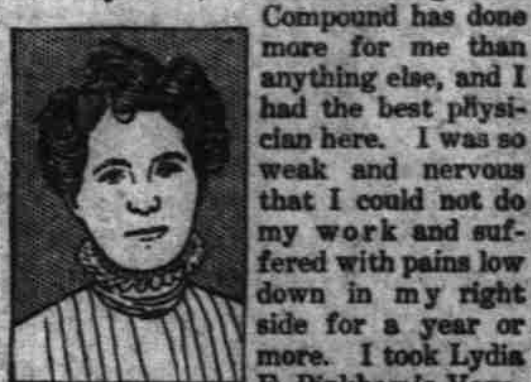 Compound has done
more for me than
anything else, and I
had the best physi-
cian here. I was so
weak and nervous
that I could not do
my work and suf-
fered with pains low
down in my right
side for a year or
more. I took Lydia